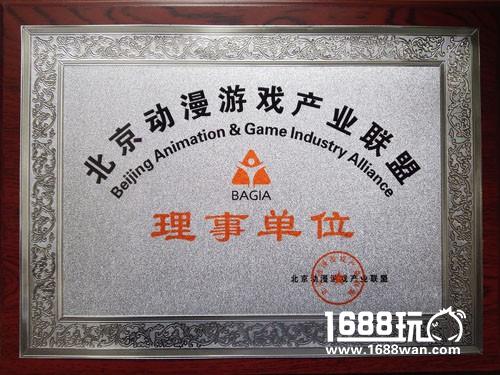 北京动漫游戏产业联盟
Beijing Animation & Game Industry Alliance
BAGIA
理事单位
北京动漫游戏产业联盟
1688玩
www.1688wan.com